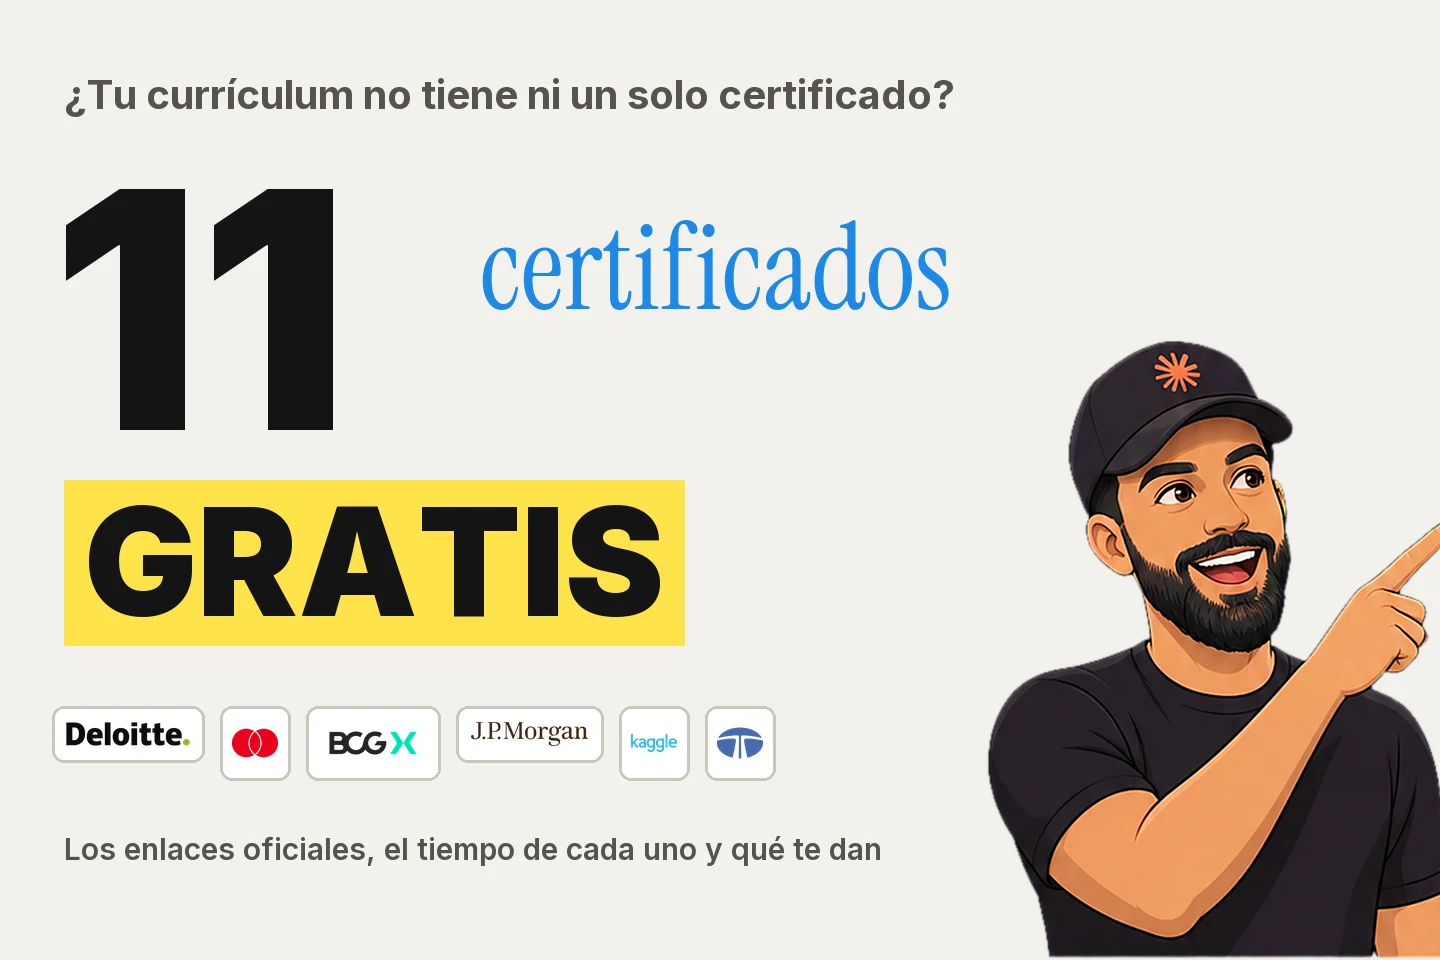 ¿Tu currículum no tiene ni un solo certificado?
11 certificados
GRATIS
Deloitte. BCG X J.P.Morgan kaggle
Los enlaces oficiales, el tiempo de cada uno y qué te dan